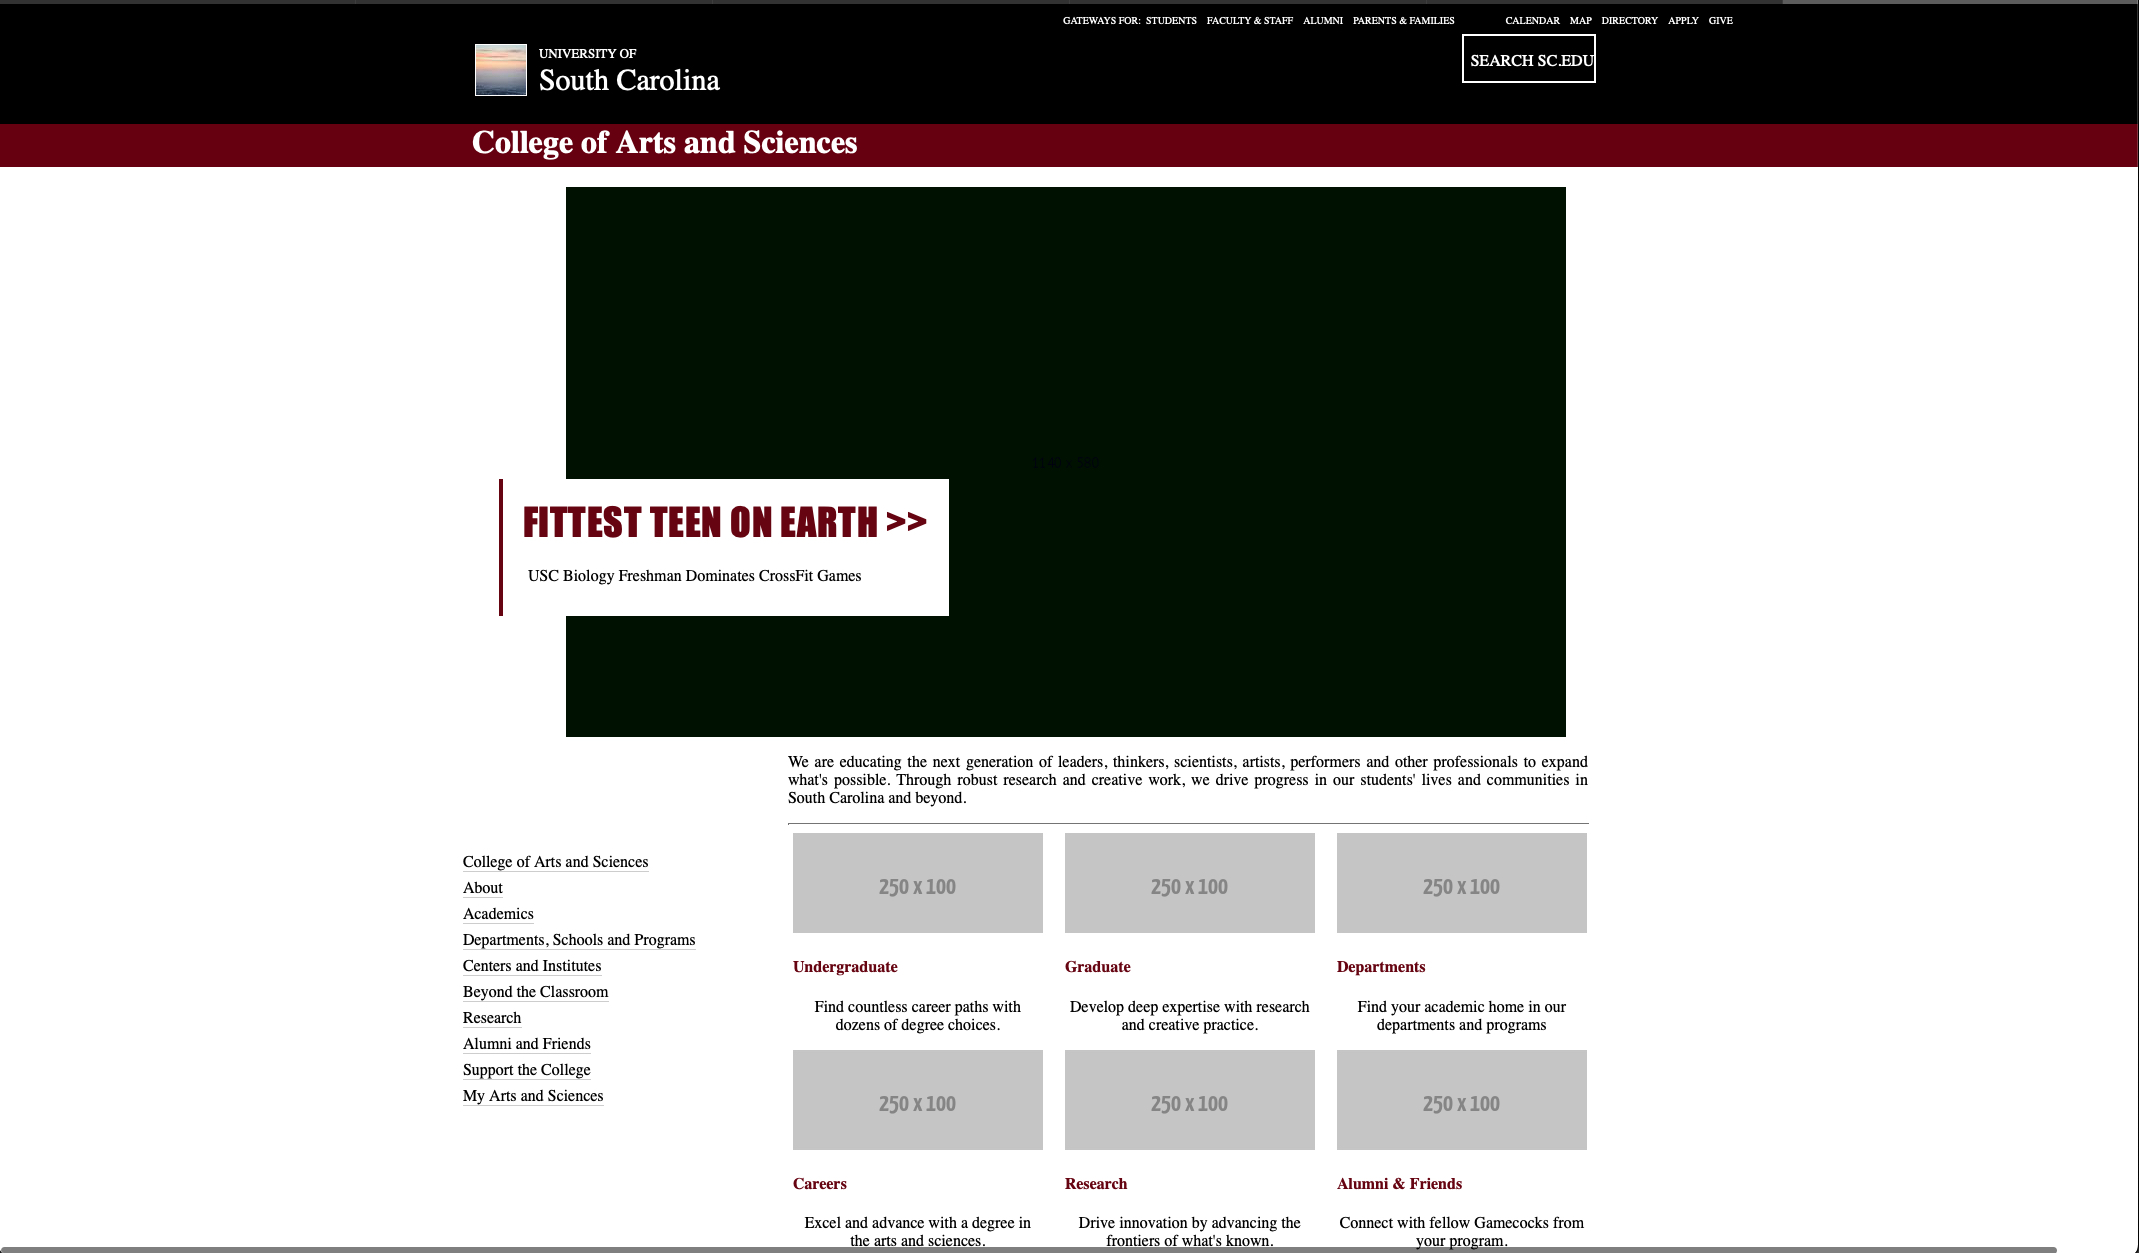 GATEWAYS FOR: STUDENTS FACULTY & STAFF ALUMNI PARENTS & FAMILIES CALENDAR MAP DIRECTORY APPLY GIVE
UNIVERSITY OF
South Carolina
SEARCH SC.EDU
College of Arts and Sciences
FITTEST TEEN ON EARTH >>
USC Biology Freshman Dominates CrossFit Games
We are educating the next generation of leaders, thinkers, scientists, artists, performers and other professionals to expand
what's possible. Through robust research and creative work, we drive progress in our students' lives and communities in
South Carolina and beyond.
College of Arts and Sciences
About
Academics
Departments, Schools and Programs
Centers and Institutes
Beyond the Classroom
Research
Alumni and Friends
Support the College
My Arts and Sciences
250 x 100
250 x 100
250 x 100
Undergraduate
Find countless career paths with
dozens of degree choices.
Graduate
Develop deep expertise with research
and creative practice.
Departments
Find your academic home in our
departments and programs
250 x 100
250 x 100
250 x 100
Careers
Excel and advance with a degree in
the arts and sciences.
Research
Drive innovation by advancing the
frontiers of what's known.
Alumni & Friends
Connect with fellow Gamecocks from
your program.